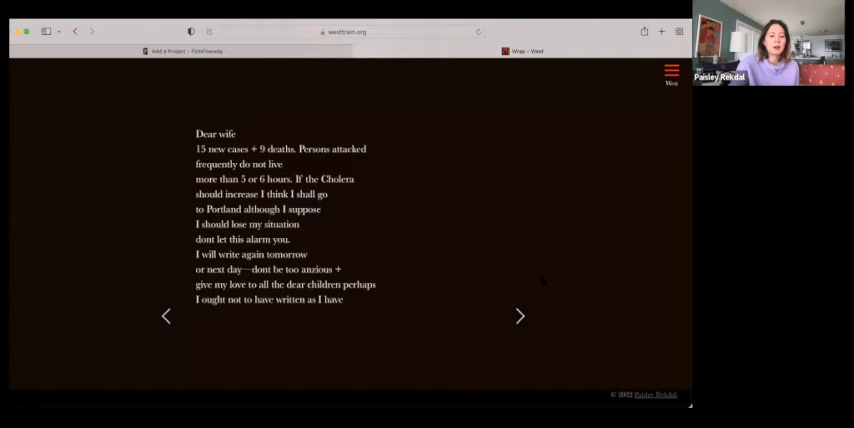 westtrain.org
Add a Project – FilmFreeway
Wrap – West
West
Paisley Rekdal
Dear wife
15 new cases + 9 deaths. Persons attacked
frequently do not live
more than 5 or 6 hours. If the Cholera
should increase I think I shall go
to Portland although I suppose
I should lose my situation
dont let this alarm you.
I will write again tomorrow
or next day—dont be too anzious +
give my love to all the dear children perhaps
I ought not to have written as I have
© 2022 Paisley Rekdal.